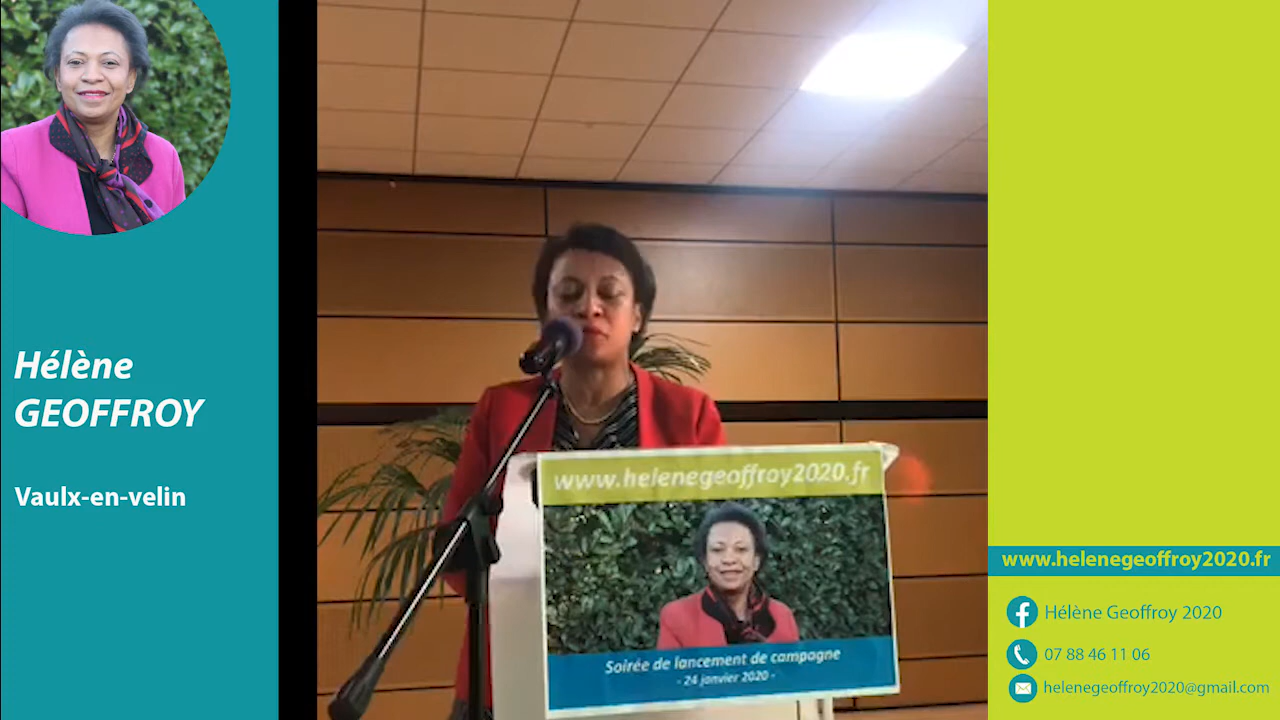 Hélène
GEOFFROY
Vaulx-en-velin
www.helenegeoffroy2020.fr
Soirée de lancement de campagne
- 24 janvier 2020 -
www.helenegeoffroy2020.fr
Hélène Geoffroy 2020
07 88 46 11 06
helenegeoffroy2020@gmail.com